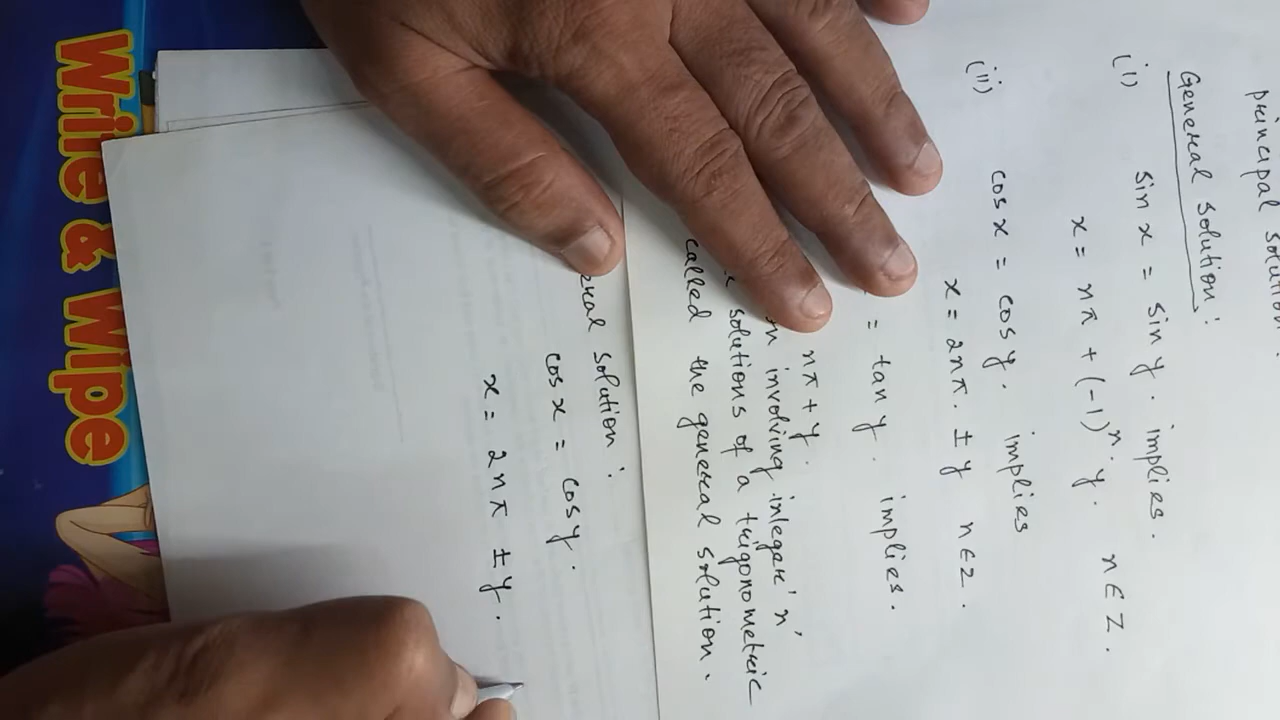 principal solution.
General solution:
(i) sin x = sin y. implies.
x = nπ + (-1)ⁿ. y. n ∈ Z.
(ii) cos x = cos y. implies
x = 2nπ. ± y n ∈ z.
= tan y. implies.
nπ + y.
involving integer 'n'
solutions of a trigonometric
called the general solution.
solution:
cos x = cos y.
x = 2nπ ± y.
Write & Wipe